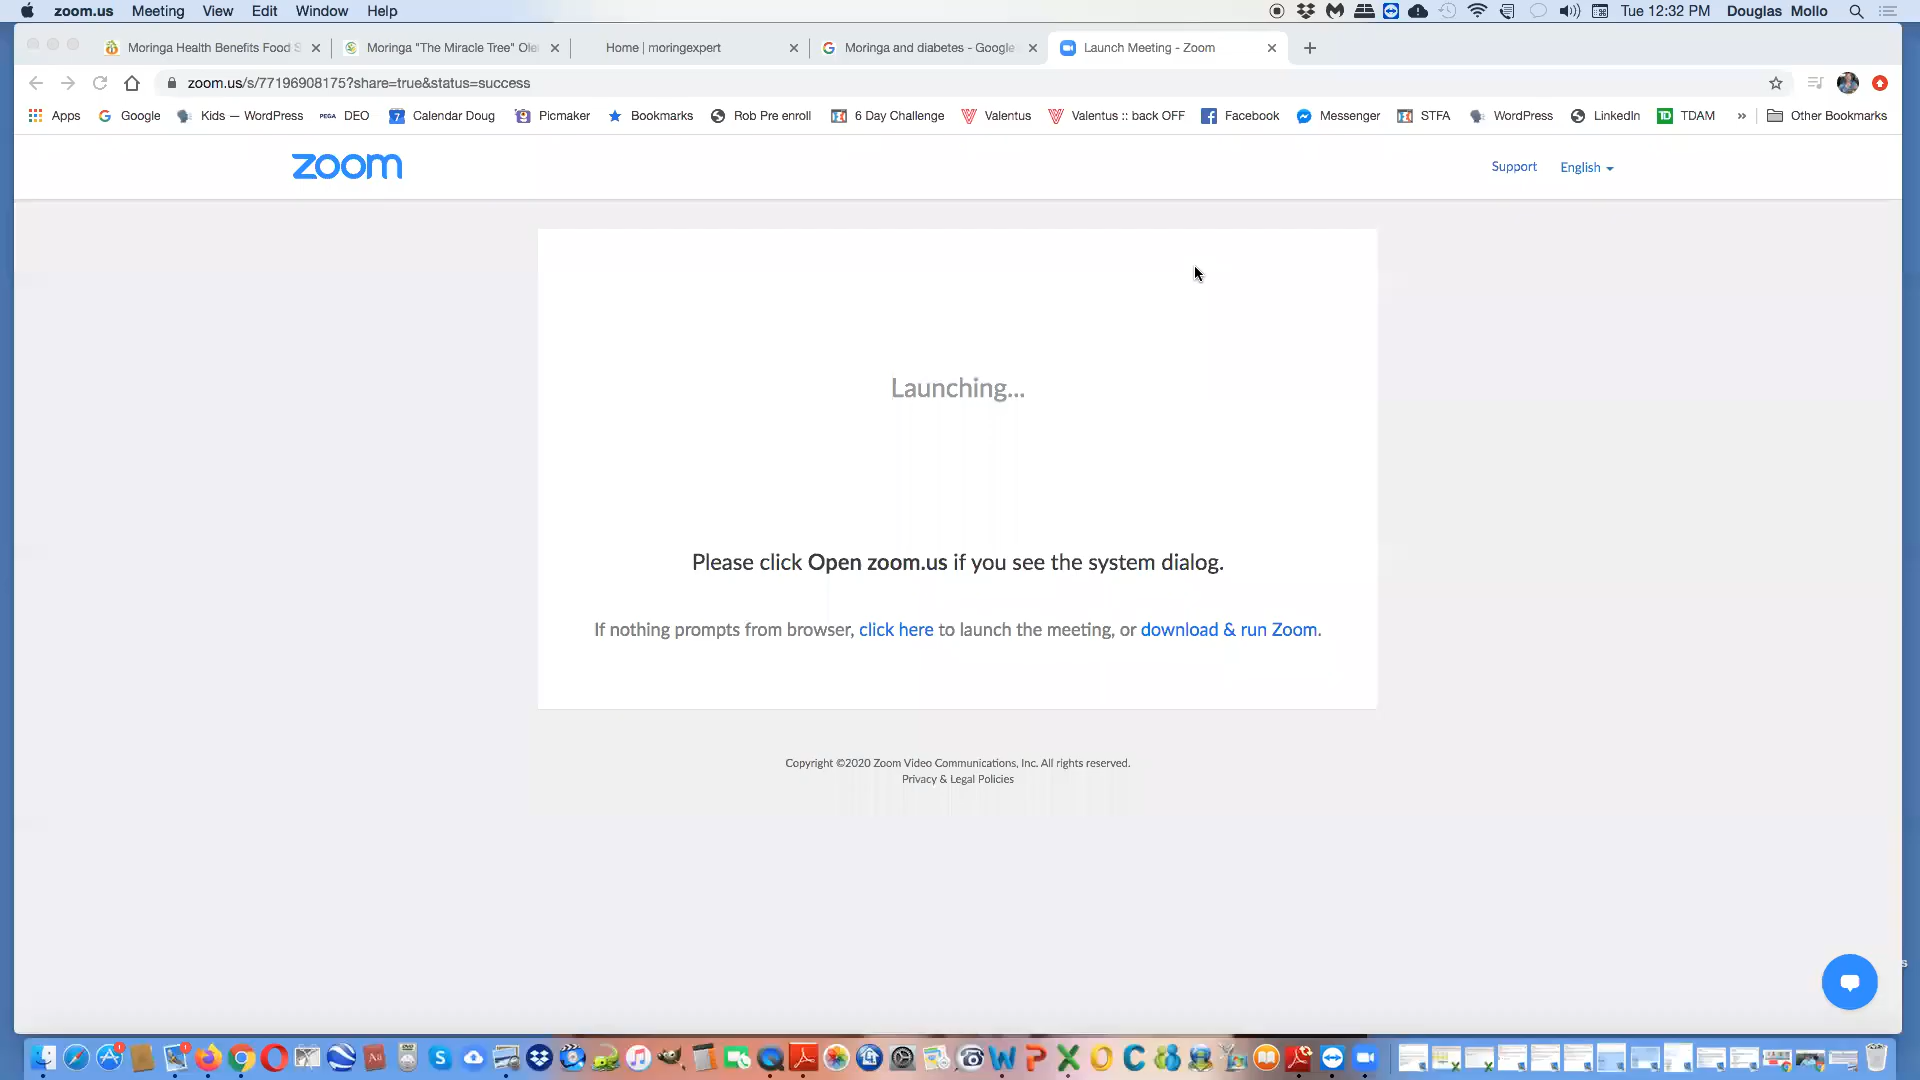 zoom.us Meeting View Edit Window Help Tue 12:32 PM Douglas Mollo
Moringa Health Benefits Food S Moringa "The Miracle Tree" Ole Home | moringexpert Moringa and diabetes - Google Launch Meeting - Zoom
zoom.us/s/77196908175?share=true&status=success
Apps Google Kids — WordPress PEGA DEO Calendar Doug Picmaker Bookmarks Rob Pre enroll 6 Day Challenge Valentus Valentus :: back OFF Facebook Messenger STFA WordPress LinkedIn TD TDAM » Other Bookmarks
zoom Support English
Launching...
Please click Open zoom.us if you see the system dialog.
If nothing prompts from browser, click here to launch the meeting, or download & run Zoom.
Copyright ©2020 Zoom Video Communications, Inc. All rights reserved.
Privacy & Legal Policies